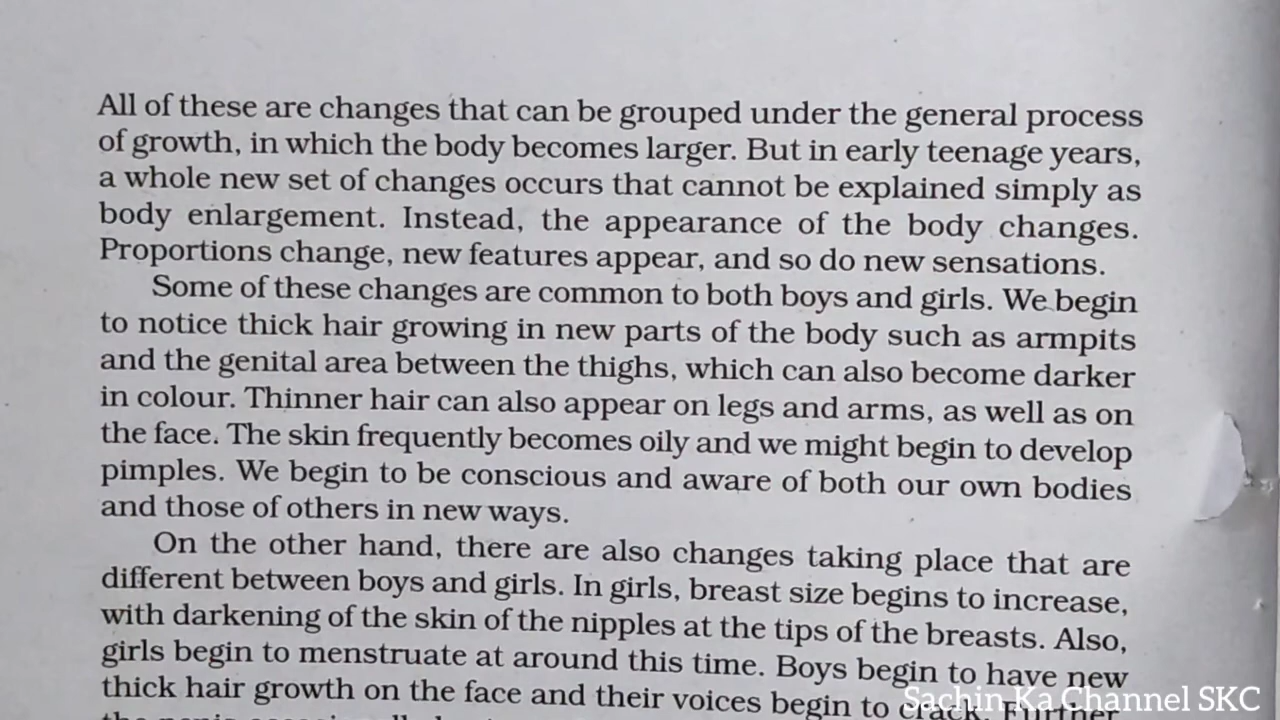 All of these are changes that can be grouped under the general process
of growth, in which the body becomes larger. But in early teenage years,
a whole new set of changes occurs that cannot be explained simply as
body enlargement. Instead, the appearance of the body changes.
Proportions change, new features appear, and so do new sensations.
Some of these changes are common to both boys and girls. We begin
to notice thick hair growing in new parts of the body such as armpits
and the genital area between the thighs, which can also become darker
in colour. Thinner hair can also appear on legs and arms, as well as on
the face. The skin frequently becomes oily and we might begin to develop
pimples. We begin to be conscious and aware of both our own bodies
and those of others in new ways.
On the other hand, there are also changes taking place that are
different between boys and girls. In girls, breast size begins to increase,
with darkening of the skin of the nipples at the tips of the breasts. Also,
girls begin to menstruate at around this time. Boys begin to have new
thick hair growth on the face and their voices begin to crack. Further
Sachin Ka Channel SKC